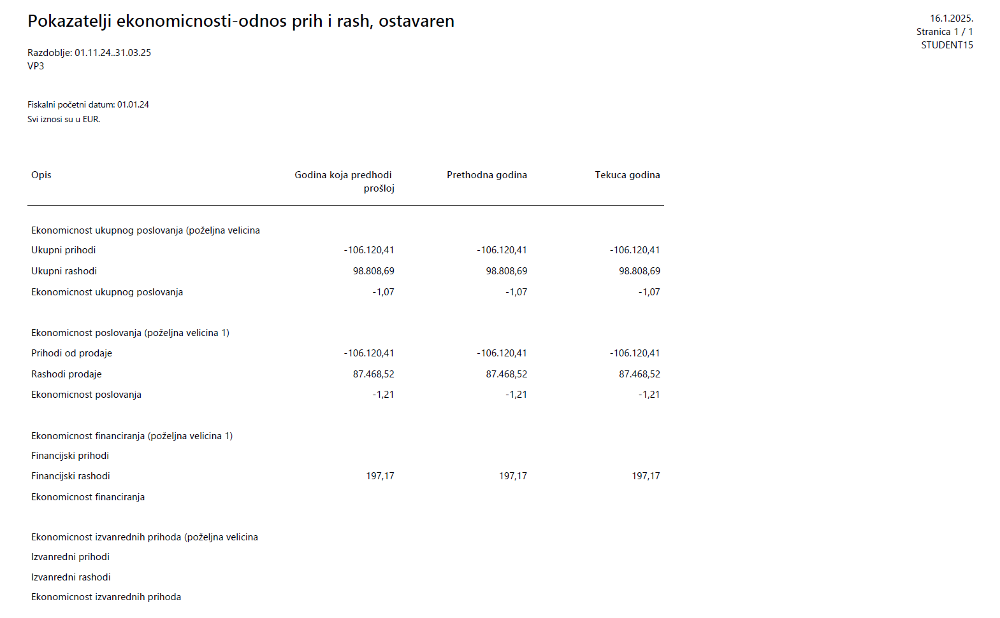 Pokazatelji ekonomicnosti-odnos prih i rash, ostavaren
16.1.2025.
Stranica 1 / 1
STUDENT15
Razdoblje: 01.11.24..31.03.25
VP3
Fiskalni početni datum: 01.01.24
Svi iznosi su u EUR.
Opis Godina koja predhodi prošloj Prethodna godina Tekuca godina
Ekonomicnost ukupnog poslovanja (poželjna velicina
Ukupni prihodi -106.120,41 -106.120,41 -106.120,41
Ukupni rashodi 98.808,69 98.808,69 98.808,69
Ekonomicnost ukupnog poslovanja -1,07 -1,07 -1,07
Ekonomicnost poslovanja (poželjna velicina 1)
Prihodi od prodaje -106.120,41 -106.120,41 -106.120,41
Rashodi prodaje 87.468,52 87.468,52 87.468,52
Ekonomicnost poslovanja -1,21 -1,21 -1,21
Ekonomicnost financiranja (poželjna velicina 1)
Financijski prihodi
Financijski rashodi 197,17 197,17 197,17
Ekonomicnost financiranja
Ekonomicnost izvanrednih prihoda (poželjna velicina
Izvanredni prihodi
Izvanredni rashodi
Ekonomicnost izvanrednih prihoda